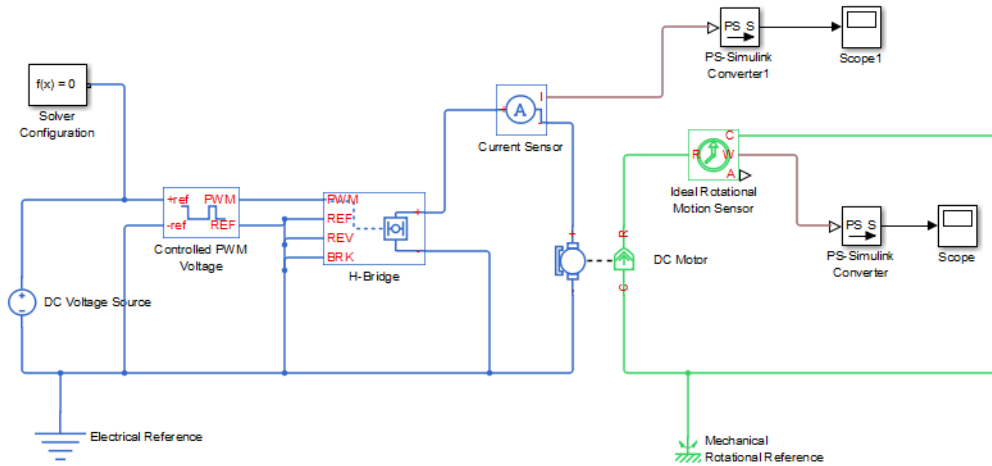 PS S
PS-Simulink
Converter1
Scope1
f(x) = 0
Solver
Configuration
I
+
A
-
Current Sensor
C
R
W
A
Ideal Rotational
Motion Sensor
+ref
PWM
-ref
REF
Controlled PWM
Voltage
PWM
+
REF
REV
-
BRK
H-Bridge
PS S
PS-Simulink
Converter
Scope
+
R
DC Motor
-
C
+
-
DC Voltage Source
Electrical Reference
Mechanical
Rotational Reference